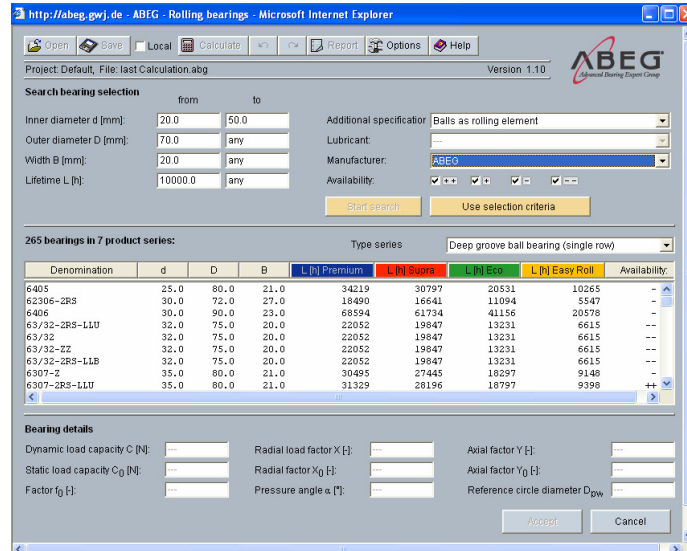 http://abeg.gwj.de - ABEG - Rolling bearings - Microsoft Internet Explorer
Open Save Local Calculate Report Options Help
Project: Default, File: last Calculation.abg Version 1.10
ABEG
Advanced Bearing Expert Group
Search bearing selection
from to
Inner diameter d [mm]: 20.0 50.0 Additional specification Balls as rolling element
Outer diameter D [mm]: 70.0 any Lubricant: ---
Width B [mm]: 20.0 any Manufacturer: ABEG
Lifetime L [h]: 10000.0 any Availability: ++ + - --
Start search Use selection criteria
265 bearings in 7 product series: Type series Deep groove ball bearing (single row)
Denomination d D B L [h] Premium L [h] Supra L [h] Eco L [h] Easy Roll Availability:
6405 25.0 80.0 21.0 34219 30797 20531 10265 -
62306-2RS 30.0 72.0 27.0 18490 16641 11094 5547 -
6406 30.0 90.0 23.0 68594 61734 41156 20578 -
63/32-2RS-LLU 32.0 75.0 20.0 22052 19847 13231 6615 --
63/32 32.0 75.0 20.0 22052 19847 13231 6615 --
63/32-ZZ 32.0 75.0 20.0 22052 19847 13231 6615 --
63/32-2RS-LLB 32.0 75.0 20.0 22052 19847 13231 6615 --
6307-Z 35.0 80.0 21.0 30495 27445 18297 9148 -
6307-2RS-LLU 35.0 80.0 21.0 31329 28196 18797 9398 ++
Bearing details
Dynamic load capacity C [N]: --- Radial load factor X [-]: --- Axial factor Y [-]: ---
Static load capacity C0 [N]: --- Radial factor X0 [-]: --- Axial factor Y0 [-]: ---
Factor f0 [-]: --- Pressure angle α [°]: --- Reference circle diameter Dpw ---
Accept Cancel